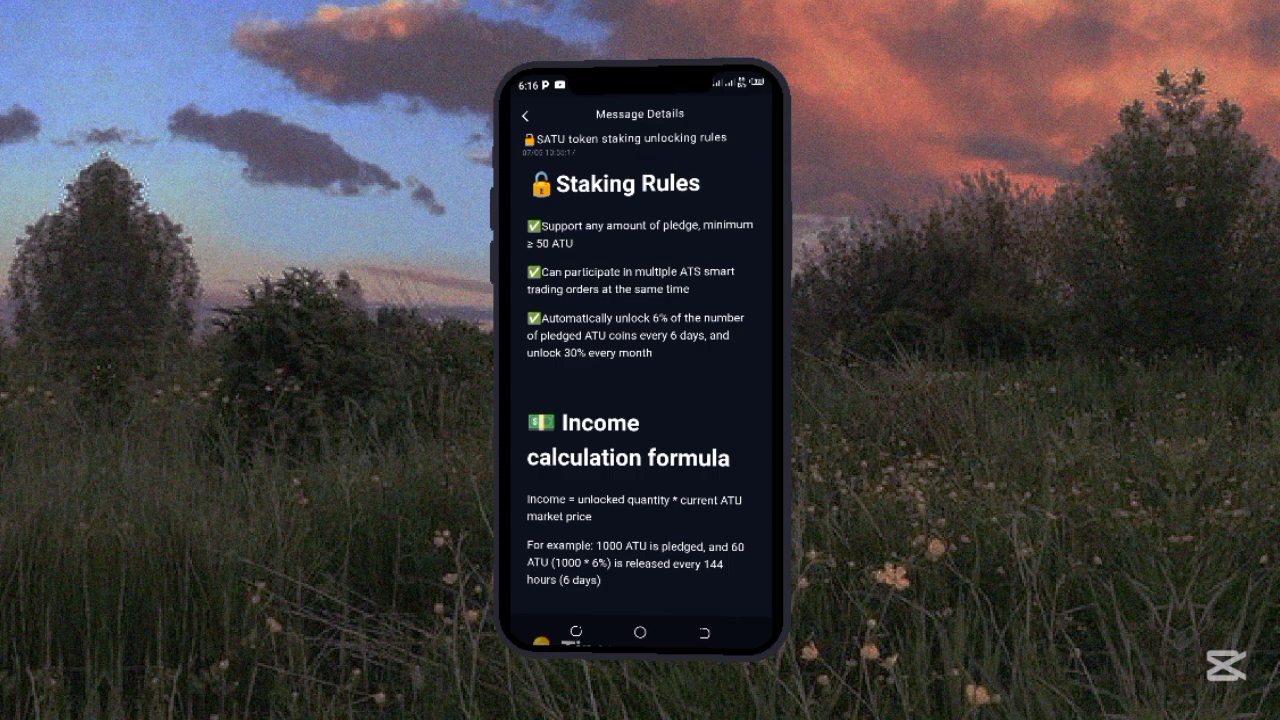 6:16
Message Details
🔒SATU token staking unlocking rules
🔓Staking Rules
✅Support any amount of pledge, minimum
≥ 50 ATU
✅Can participate in multiple ATS smart
trading orders at the same time
✅Automatically unlock 6% of the number
of pledged ATU coins every 6 days, and
unlock 30% every month
💵 Income
calculation formula
Income = unlocked quantity * current ATU
market price
For example: 1000 ATU is pledged, and 60
ATU (1000 * 6%) is released every 144
hours (6 days)